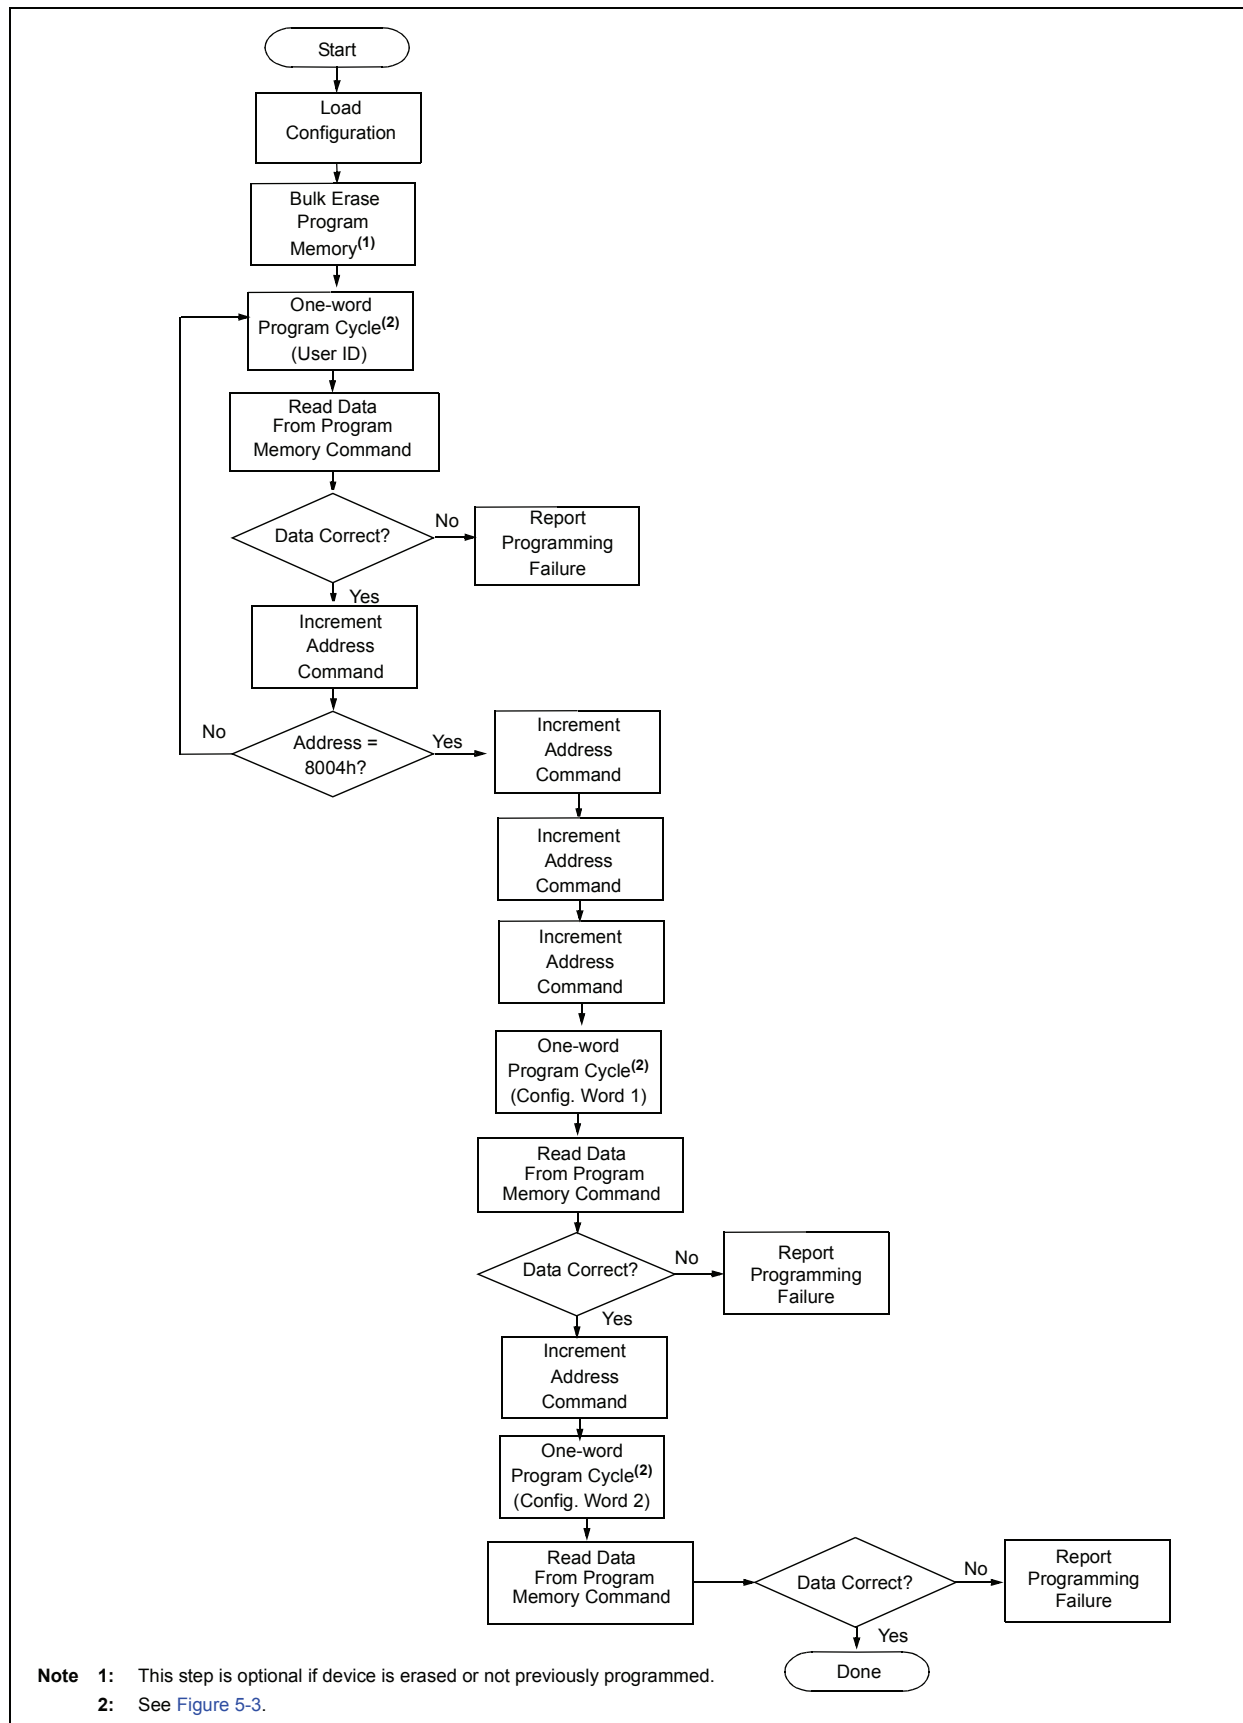 Start
Load
Configuration
Bulk Erase
Program
Memory(1)
One-word
Program Cycle(2)
(User ID)
Read Data
From Program
Memory Command
Data Correct?
No
Report
Programming
Failure
Yes
Increment
Address
Command
No
Address =
8004h?
Yes
Increment
Address
Command
Increment
Address
Command
Increment
Address
Command
One-word
Program Cycle(2)
(Config. Word 1)
Read Data
From Program
Memory Command
Data Correct?
No
Report
Programming
Failure
Yes
Increment
Address
Command
One-word
Program Cycle(2)
(Config. Word 2)
Read Data
From Program
Memory Command
Data Correct?
No
Report
Programming
Failure
Yes
Done
Note 1: This step is optional if device is erased or not previously programmed.
2: See Figure 5-3.